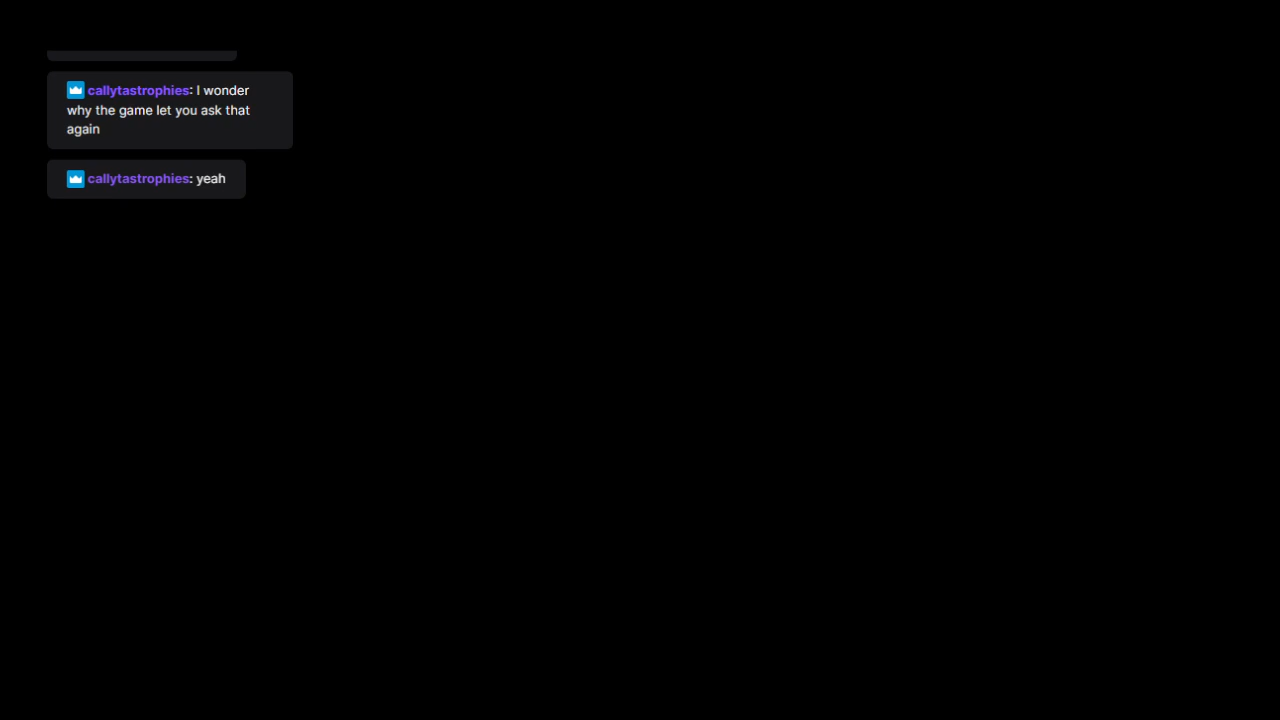 callytastrophies: I wonder
why the game let you ask that
again
callytastrophies: yeah